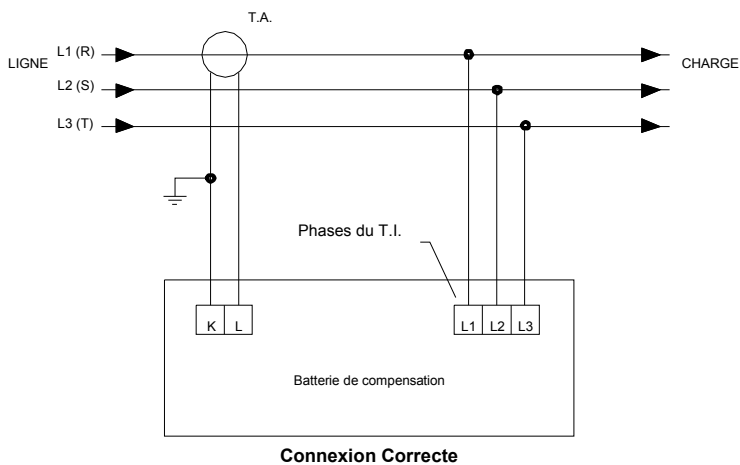 T.A.
LIGNE
L1 (R)
L2 (S)
L3 (T)
CHARGE
Phases du T.I.
K L
L1 L2 L3
Batterie de compensation
Connexion Correcte